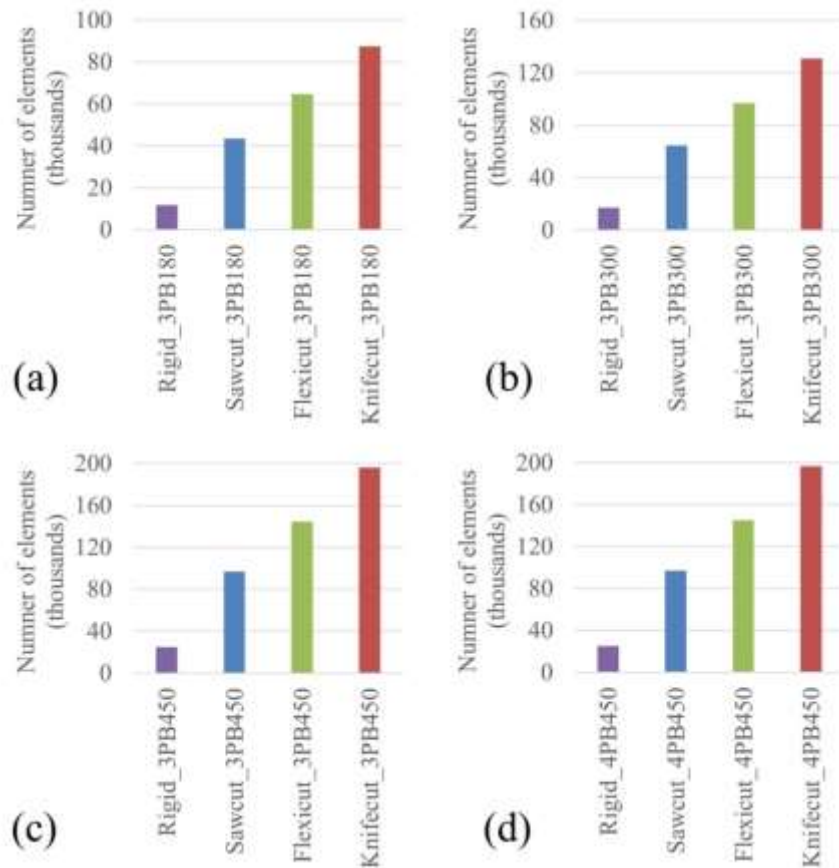 Numner of elements
(thousands)
100
80
60
40
20
0
Rigid_3PB180
Sawcut_3PB180
Flexicut_3PB180
Knifecut_3PB180
(a)
Numner of elements
(thousands)
160
120
80
40
0
Rigid_3PB300
Sawcut_3PB300
Flexicut_3PB300
Knifecut_3PB300
(b)
Numner of elements
(thousands)
200
160
120
80
40
0
Rigid_3PB450
Sawcut_3PB450
Flexicut_3PB450
Knifecut_3PB450
(c)
Numner of elements
(thousands)
200
160
120
80
40
0
Rigid_4PB450
Sawcut_4PB450
Flexicut_4PB450
Knifecut_4PB450
(d)